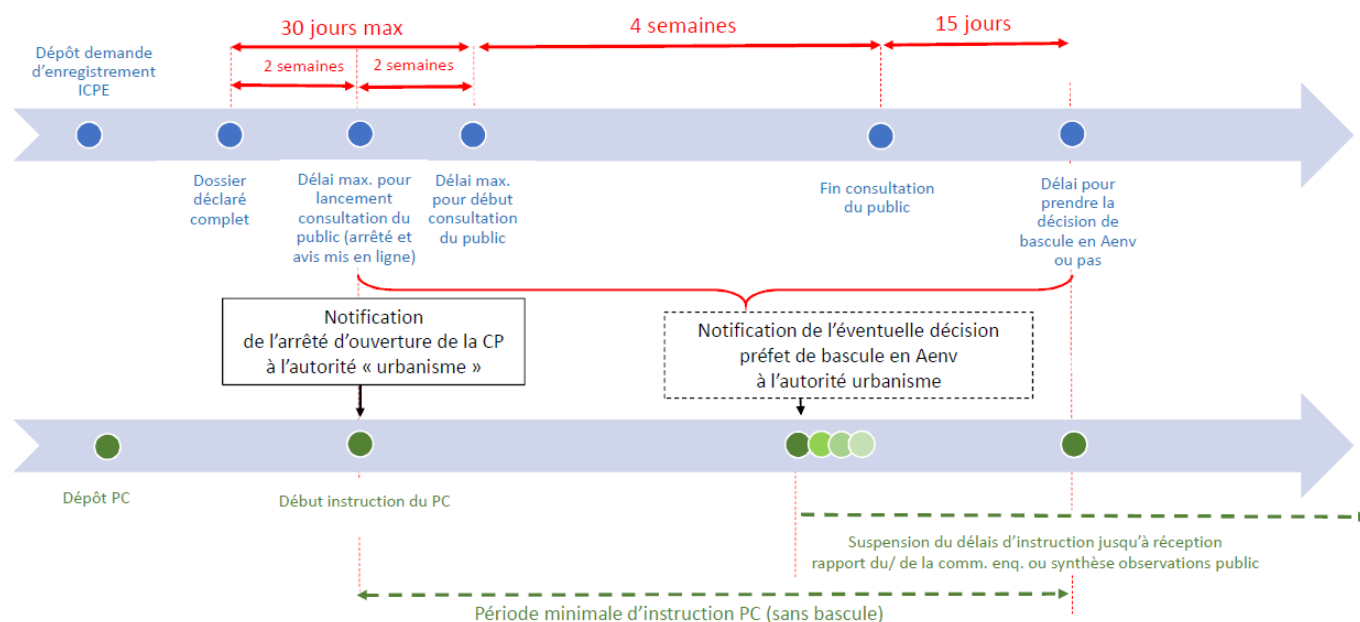 30 jours max
4 semaines
15 jours
Dépôt demande
d'enregistrement
ICPE
2 semaines
2 semaines
Dossier
déclaré
complet
Délai max. pour
lancement
consultation du
public (arrêté et
avis mis en ligne)
Délai max.
pour début
consultation
du public
Fin consultation
du public
Délai pour
prendre la
décision de
bascule en Aenv
ou pas
Notification
de l'arrêté d'ouverture de la CP
à l'autorité « urbanisme »
Notification de l'éventuelle décision
préfet de bascule en Aenv
à l'autorité urbanisme
Dépôt PC
Début instruction du PC
Suspension du délais d'instruction jusqu'à réception
rapport du/ de la comm. enq. ou synthèse observations public
Période minimale d'instruction PC (sans bascule)